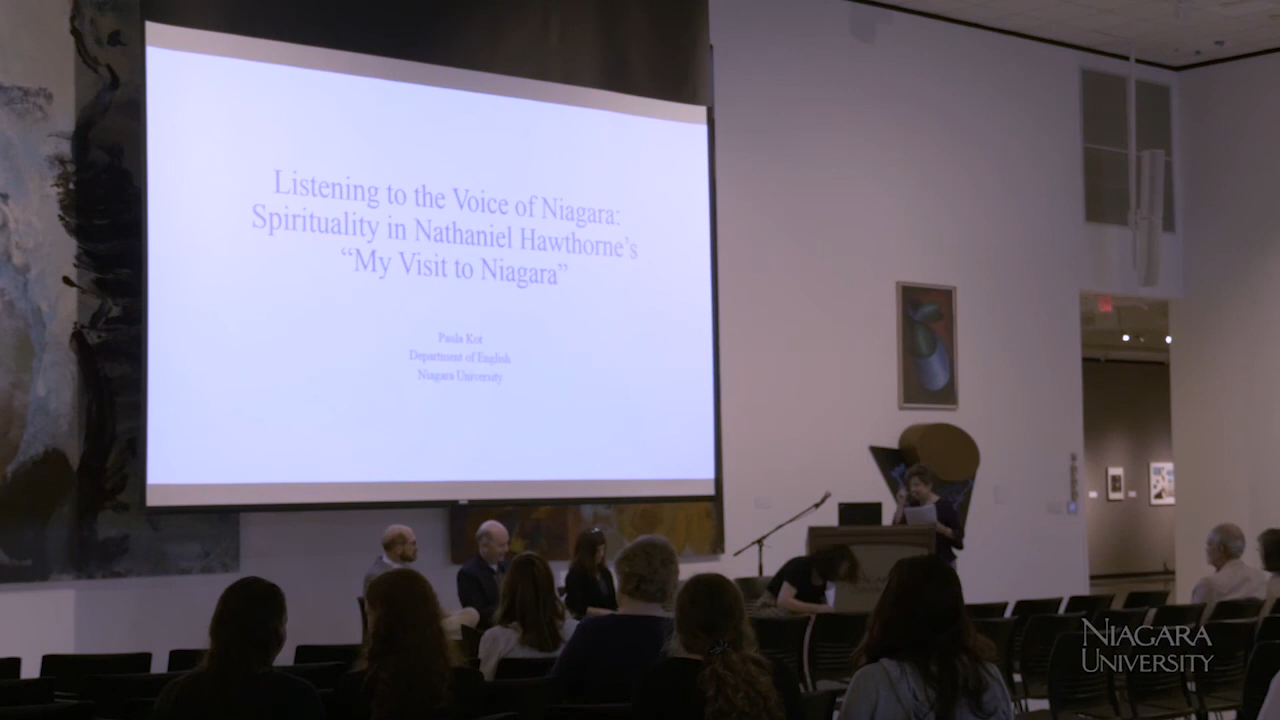 Listening to the Voice of Niagara:
Spirituality in Nathaniel Hawthorne's
“My Visit to Niagara”
Paula Kot
Department of English
Niagara University
NIAGARA
UNIVERSITY